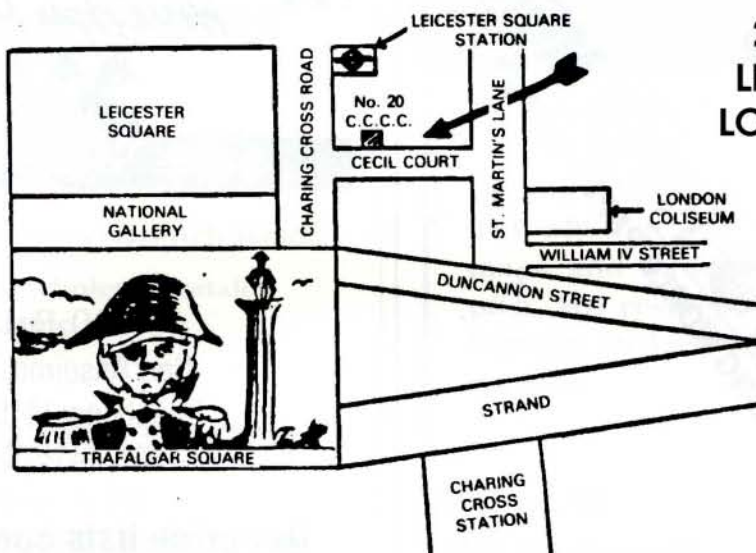 LEICESTER SQUARE
STATION
LEICESTER
SQUARE
CHARING CROSS ROAD
No. 20
C.C.C.C.
CECIL COURT
ST. MARTIN'S LANE
NATIONAL
GALLERY
LONDON
COLISEUM
WILLIAM IV STREET
DUNCANNON STREET
STRAND
TRAFALGAR SQUARE
CHARING
CROSS
STATION